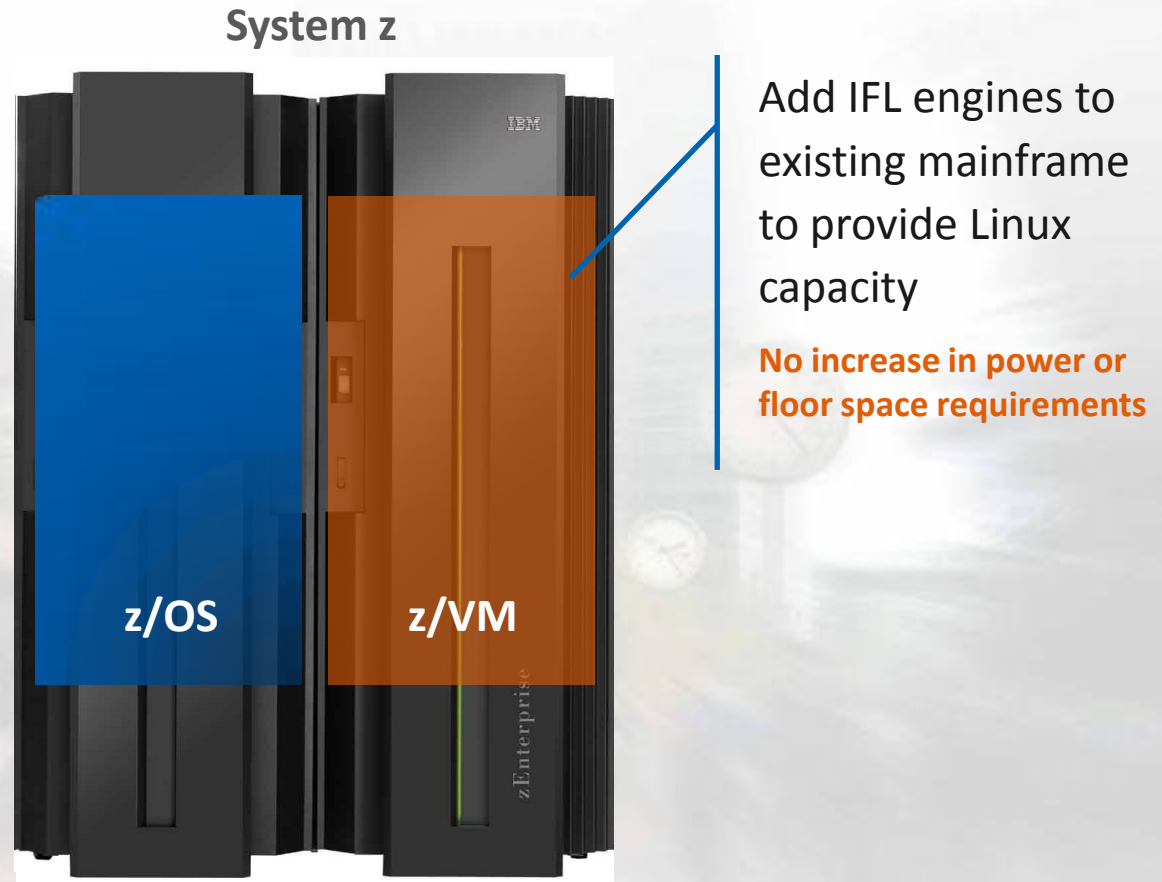 System z
IBM
Add IFL engines to
existing mainframe
to provide Linux
capacity
No increase in power or
floor space requirements
z/OS
z/VM
zEnterprise